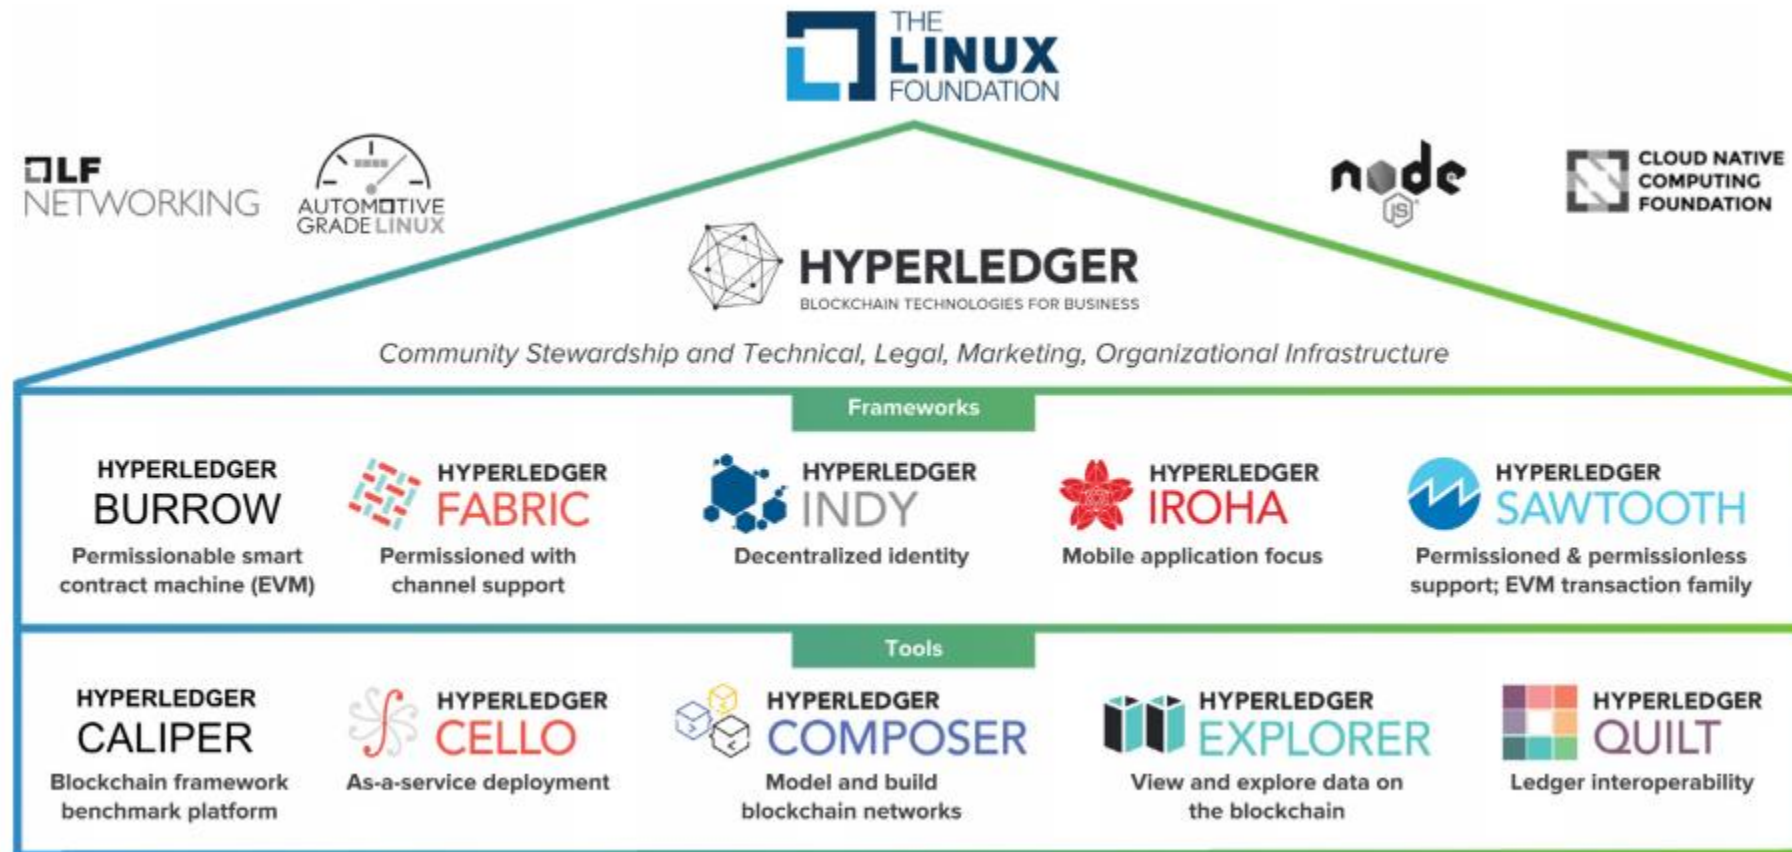 THE
LINUX
FOUNDATION
LF
NETWORKING
AUTOMOTIVE
GRADE LINUX
node
JS
CLOUD NATIVE
COMPUTING
FOUNDATION
HYPERLEDGER
BLOCKCHAIN TECHNOLOGIES FOR BUSINESS
Community Stewardship and Technical, Legal, Marketing, Organizational Infrastructure
Frameworks
HYPERLEDGER
BURROW
Permissionable smart
contract machine (EVM)
HYPERLEDGER
FABRIC
Permissioned with
channel support
HYPERLEDGER
INDY
Decentralized identity
HYPERLEDGER
IROHA
Mobile application focus
HYPERLEDGER
SAWTOOTH
Permissioned & permissionless
support; EVM transaction family
Tools
HYPERLEDGER
CALIPER
Blockchain framework
benchmark platform
HYPERLEDGER
CELLO
As-a-service deployment
HYPERLEDGER
COMPOSER
Model and build
blockchain networks
HYPERLEDGER
EXPLORER
View and explore data on
the blockchain
HYPERLEDGER
QUILT
Ledger interoperability